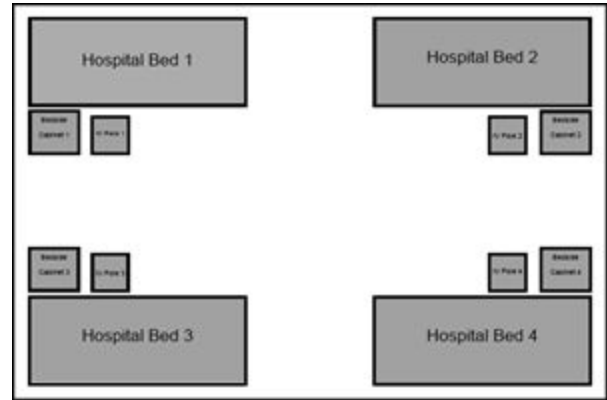 Hospital Bed 1
Hospital Bed 2
Bedside
Cabinet 1
IV Pole 1
IV Pole 2
Bedside
Cabinet 2
Bedside
Cabinet 3
IV Pole 3
IV Pole 4
Bedside
Cabinet 4
Hospital Bed 3
Hospital Bed 4